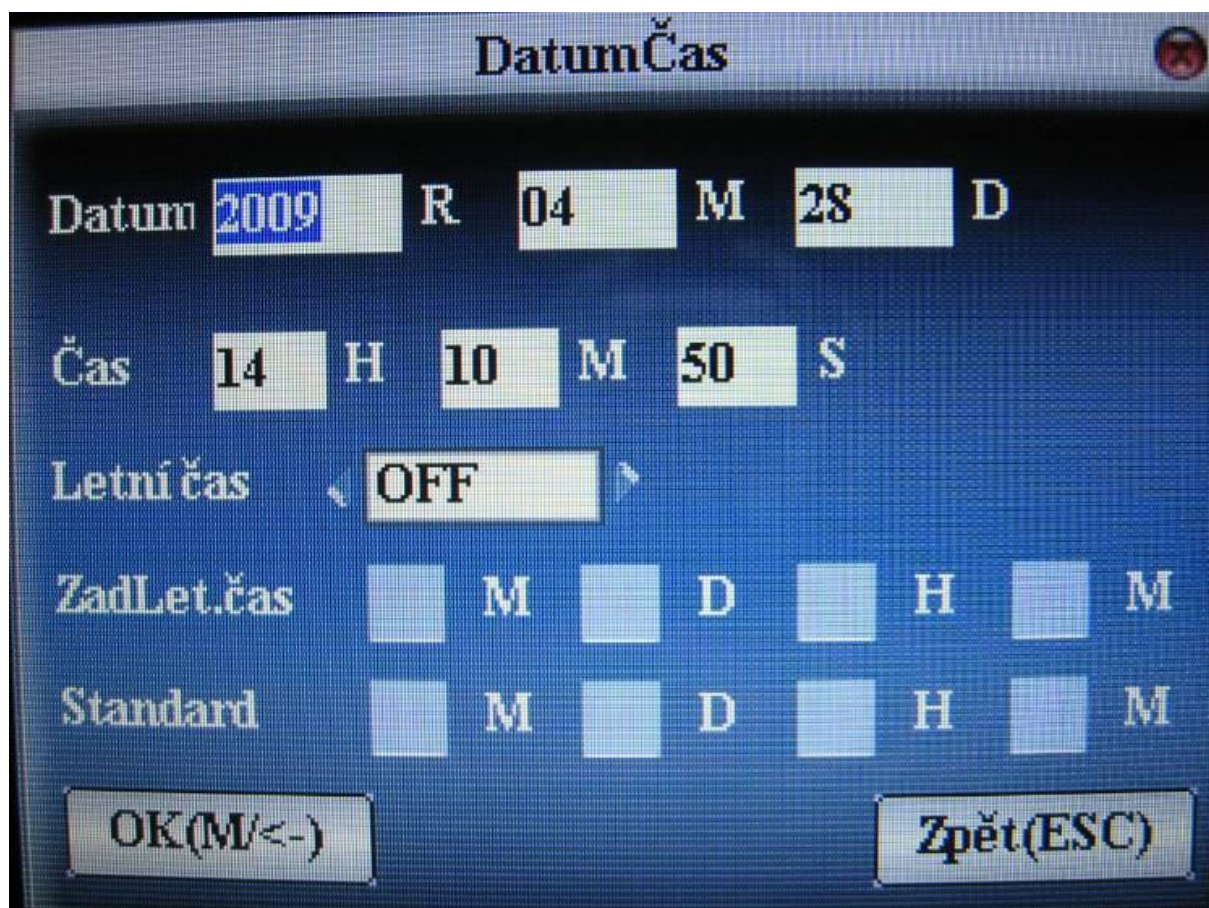 DatumČas
Datum 2009 R 04 M 28 D
Čas 14 H 10 M 50 S
Letní čas OFF
ZadLet.čas M D H M
Standard M D H M
OK(M/<-) Zpět(ESC)